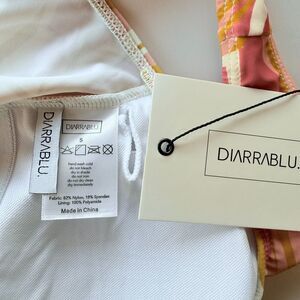 DIARRABLU.
DIARRABLU
S
hand wash cold
do not bleach
dry in shade
do not iron
do not dry clean
dry immediately
Fabric: 82% Nylon, 18% Spandex
Lining: 100% Polyamide
Made in China
DIARRABLU.